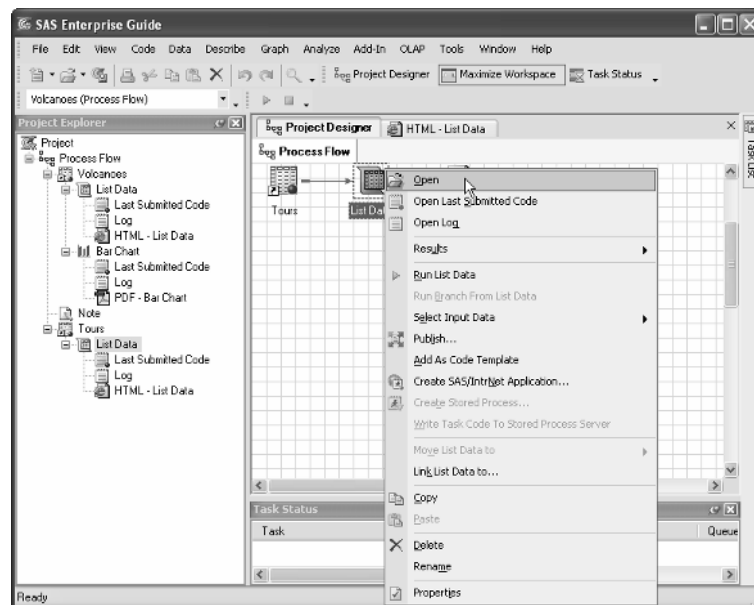 SAS Enterprise Guide
File Edit View Code Data Describe Graph Analyze Add-In OLAP Tools Window Help
Project Designer Maximize Workspace Task Status
Volcanoes (Process Flow)
Project Explorer
Project
Process Flow
Volcanoes
List Data
Last Submitted Code
Log
HTML - List Data
Bar Chart
Last Submitted Code
Log
PDF - Bar Chart
Note
Tours
List Data
Last Submitted Code
Log
HTML - List Data
Project Designer HTML - List Data
Process Flow
Tours
List Da
Open
Open Last Submitted Code
Open Log
Results
Run List Data
Run Branch From List Data
Select Input Data
Publish...
Add As Code Template
Create SAS/IntrNet Application...
Create Stored Process...
Write Task Code To Stored Process Server
Move List Data to
Link List Data to...
Copy
Paste
Delete
Rename
Properties
Task Status
Task
Queue
Task List
Ready